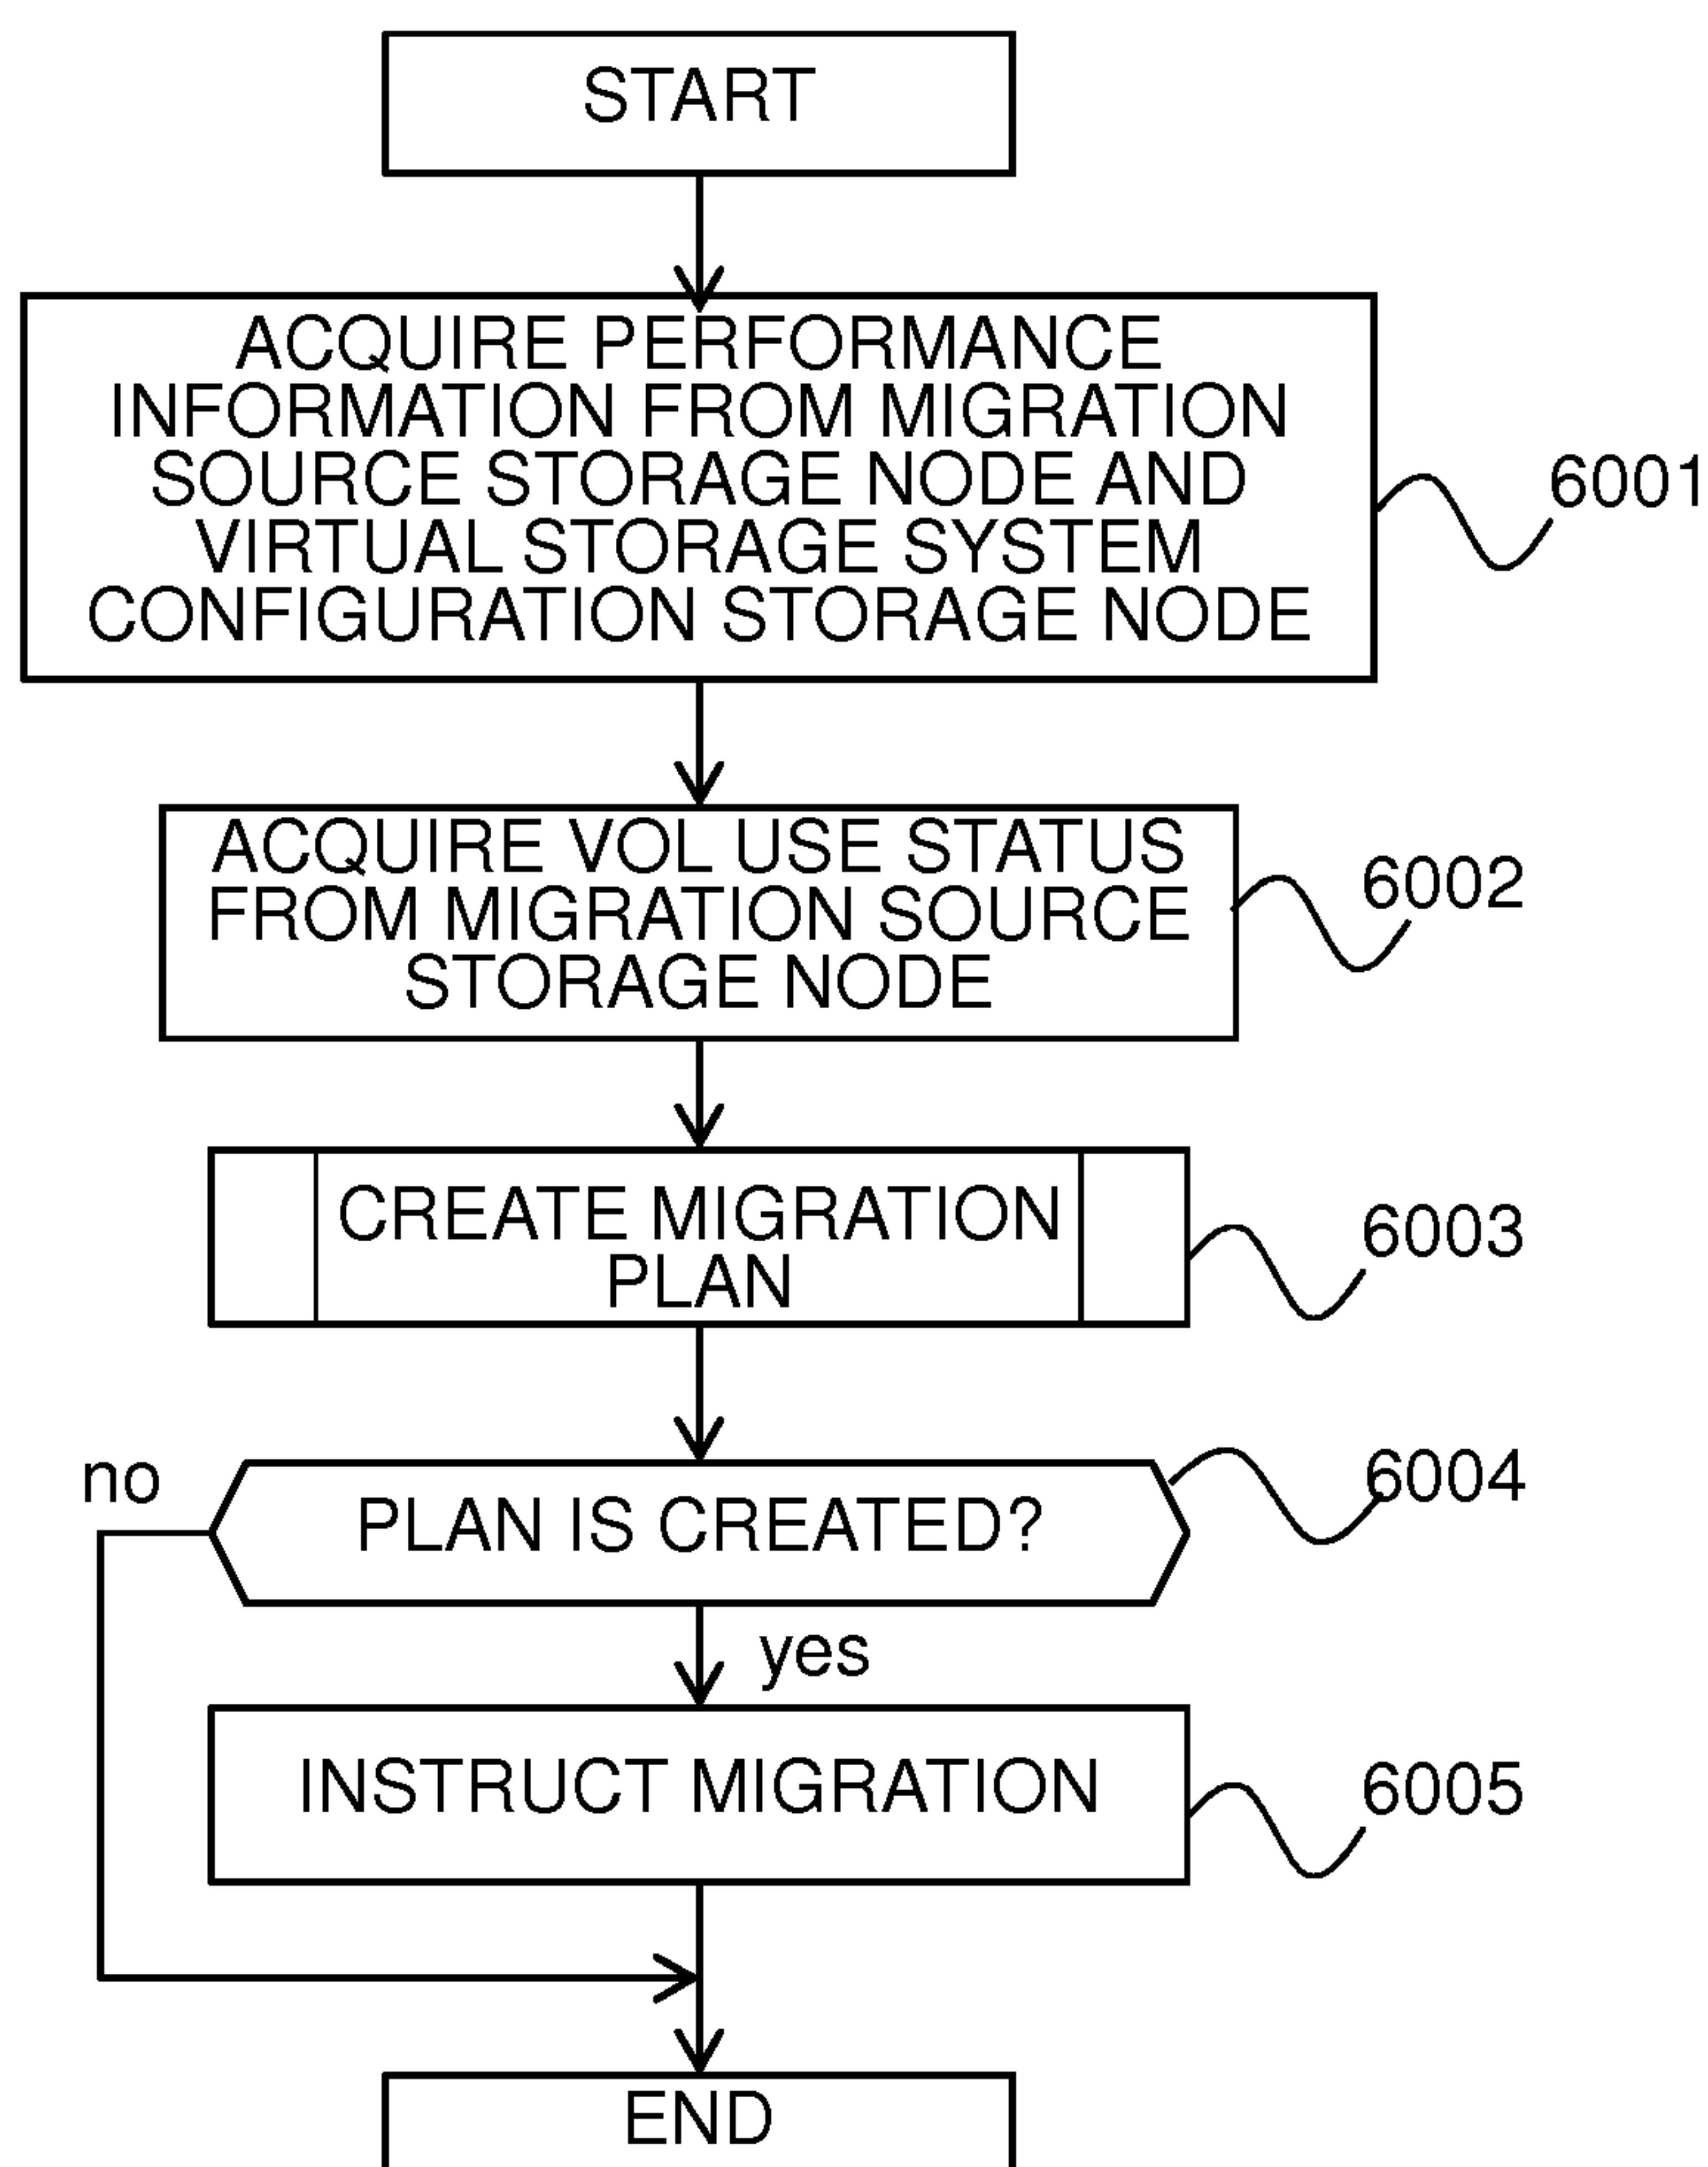 START
ACQUIRE PERFORMANCE
INFORMATION FROM MIGRATION
SOURCE STORAGE NODE AND
VIRTUAL STORAGE SYSTEM
CONFIGURATION STORAGE NODE
6001
ACQUIRE VOL USE STATUS
FROM MIGRATION SOURCE
STORAGE NODE
6002
CREATE MIGRATION
PLAN
6003
no
PLAN IS CREATED?
6004
yes
INSTRUCT MIGRATION
6005
END